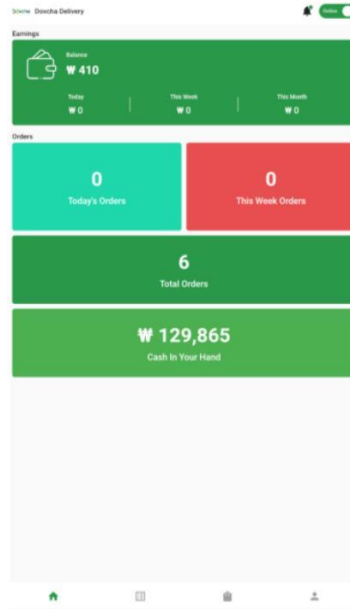 Dovcha Delivery
Online
Earnings
Balance
₩ 410
Today
This Week
This Month
₩ 0
₩ 0
₩ 0
Orders
0
0
Today's Orders
This Week Orders
6
Total Orders
₩ 129,865
Cash In Your Hand